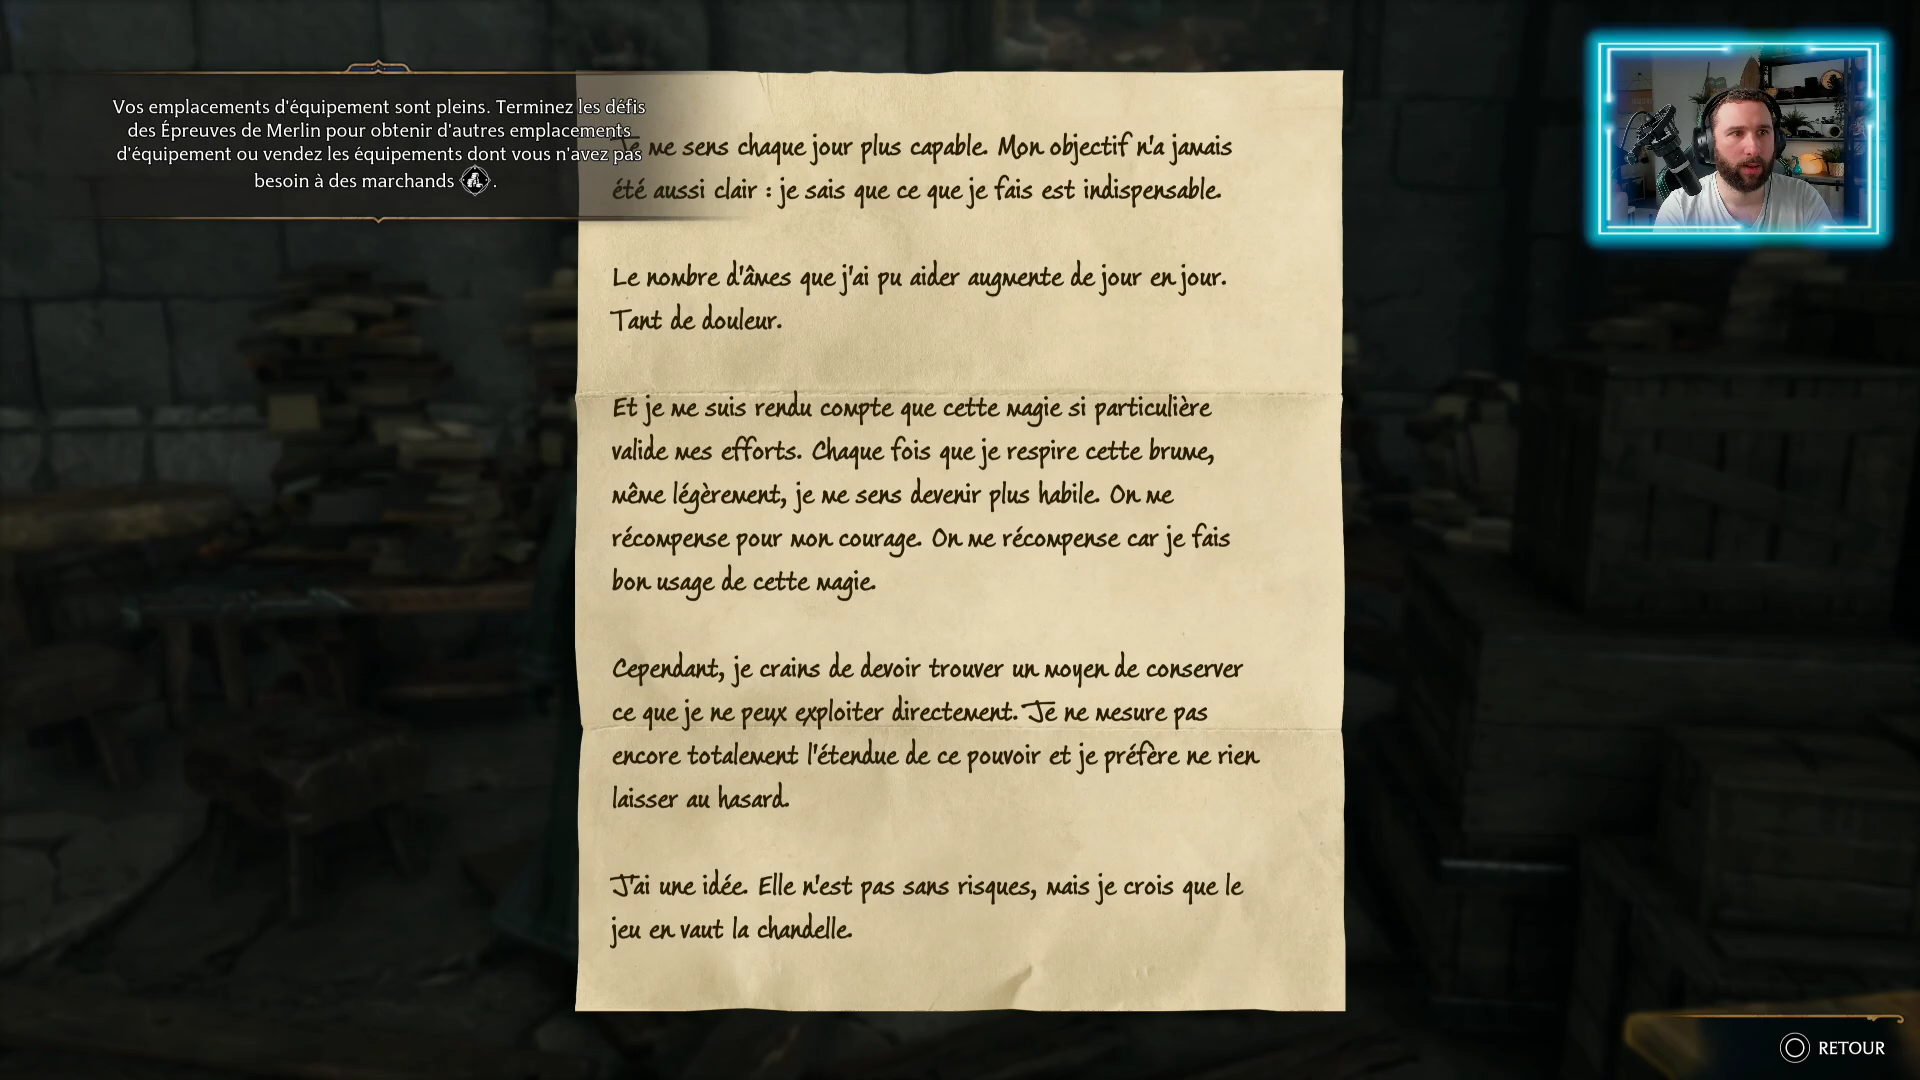 Vos emplacements d'équipement sont pleins. Terminez les défis
des Épreuves de Merlin pour obtenir d'autres emplacements
d'équipement ou vendez les équipements dont vous n'avez pas
besoin à des marchands .
Je me sens chaque jour plus capable. Mon objectif n'a jamais
été aussi clair : je sais que ce que je fais est indispensable.
Le nombre d'âmes que j'ai pu aider augmente de jour en jour.
Tant de douleur.
Et je me suis rendu compte que cette magie si particulière
valide mes efforts. Chaque fois que je respire cette brume,
même légèrement, je me sens devenir plus habile. On me
récompense pour mon courage. On me récompense car je fais
bon usage de cette magie.
Cependant, je crains de devoir trouver un moyen de conserver
ce que je ne peux exploiter directement. Je ne mesure pas
encore totalement l'étendue de ce pouvoir et je préfère ne rien
laisser au hasard.
J'ai une idée. Elle n'est pas sans risques, mais je crois que le
jeu en vaut la chandelle.
RETOUR